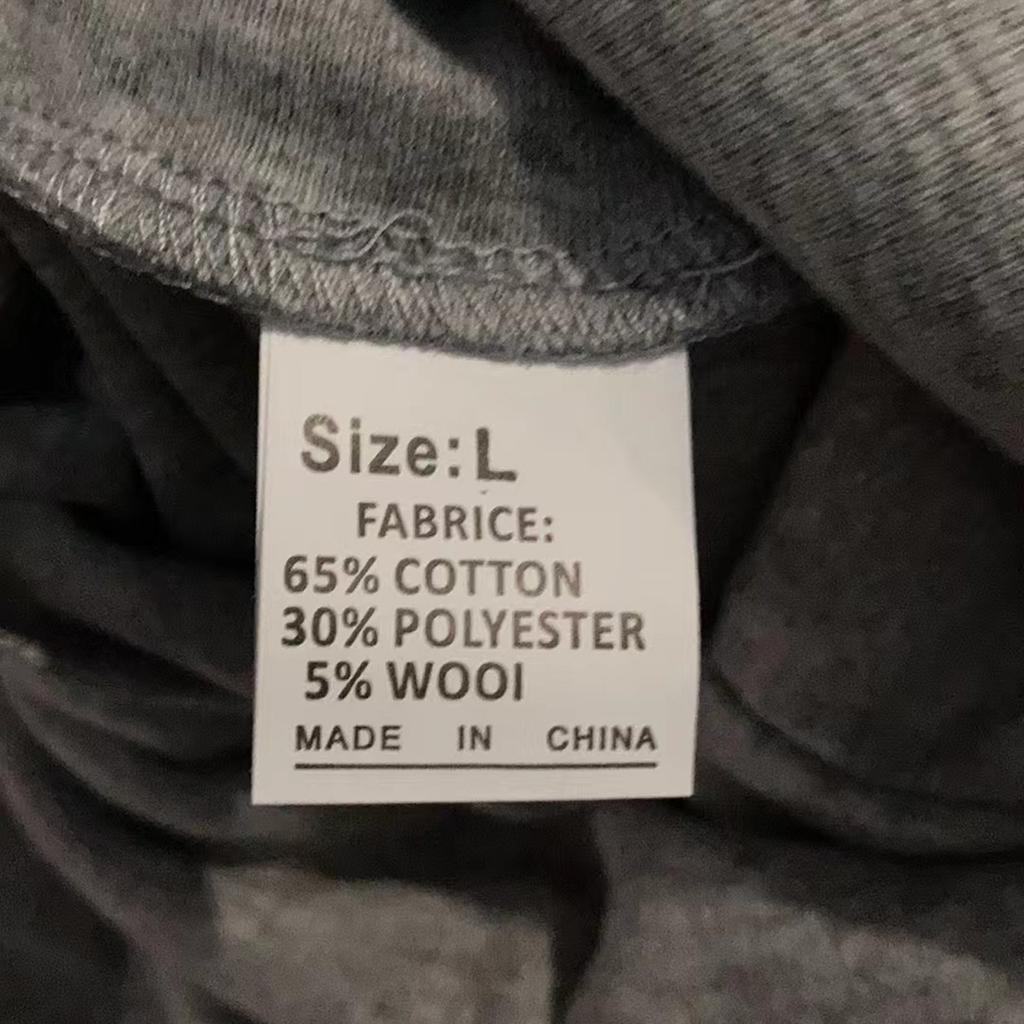 Size: L
FABRICE:
65% COTTON
30% POLYESTER
5% WOOI
MADE IN CHINA